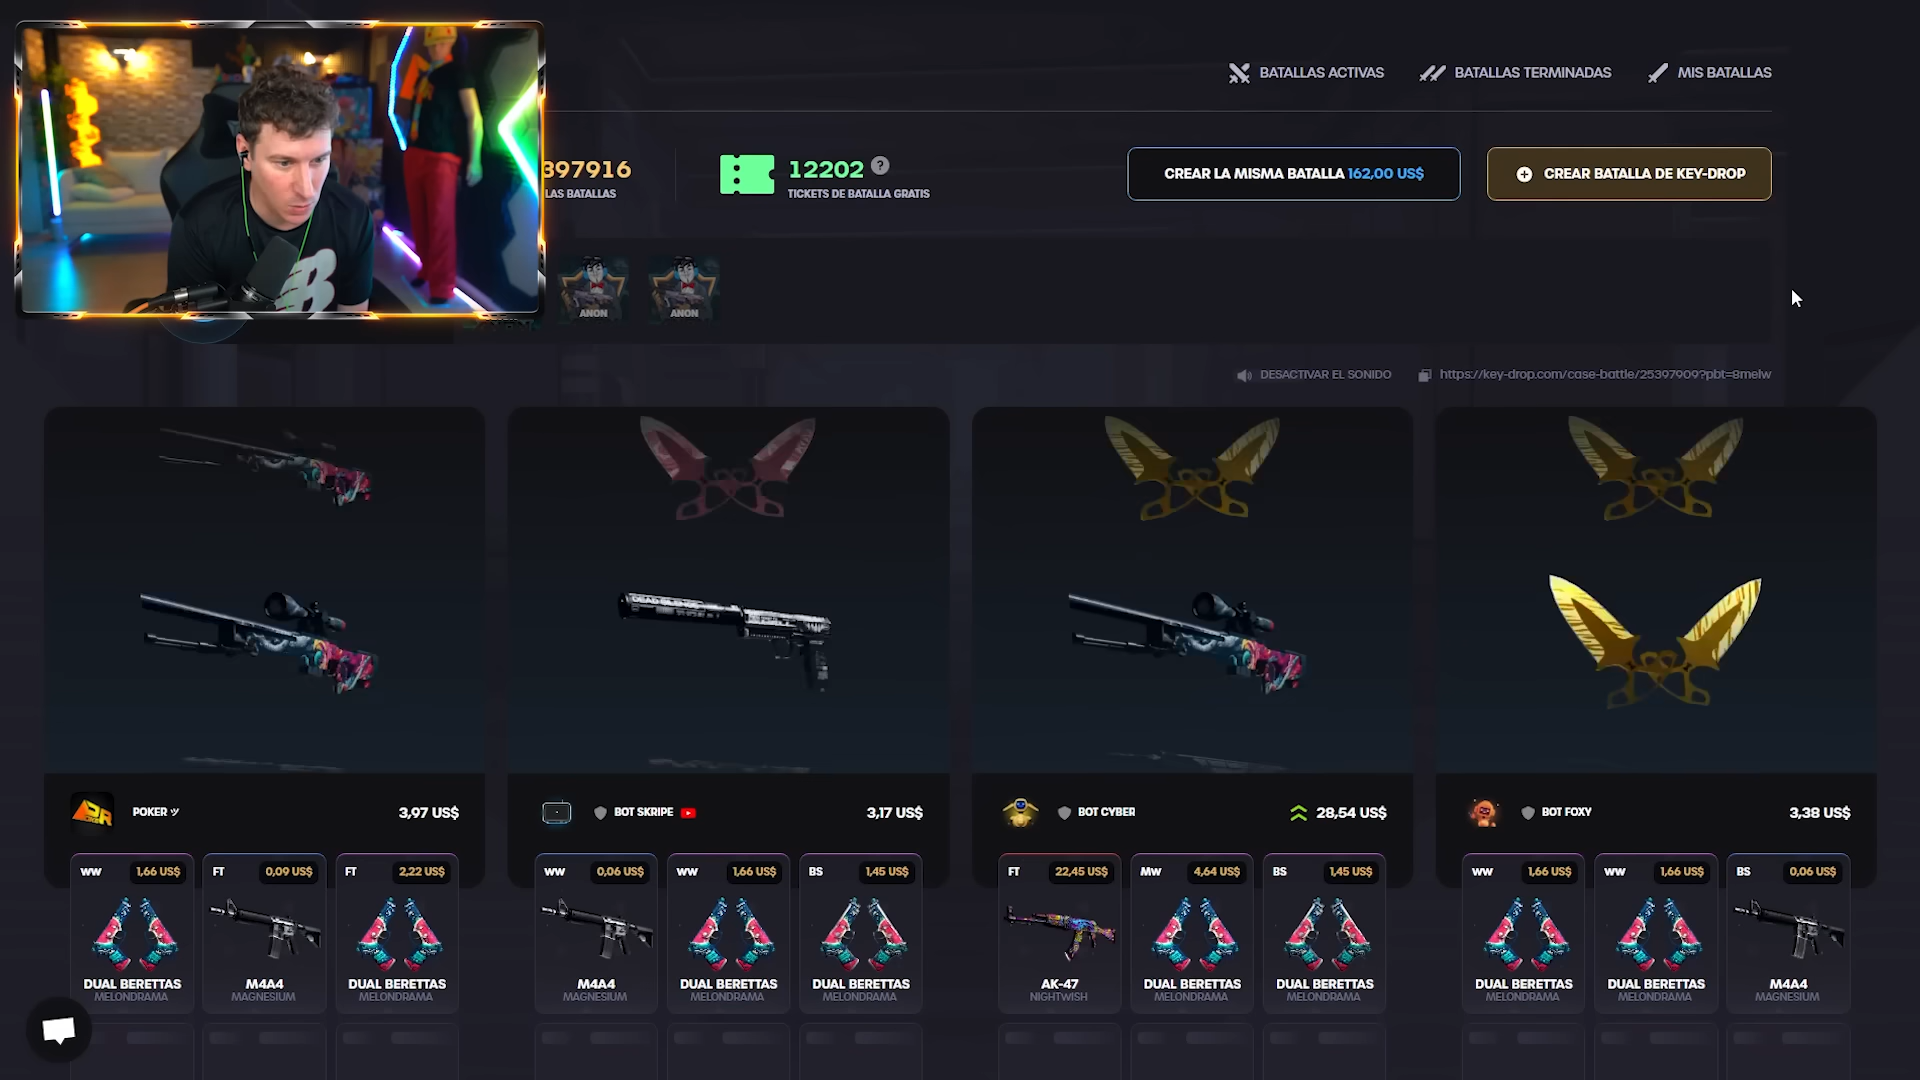 BATALLAS ACTIVAS
BATALLAS TERMINADAS
MIS BATALLAS
397916
LAS BATALLAS
12202 ?
TICKETS DE BATALLA GRATIS
CREAR LA MISMA BATALLA 162,00 US$
CREAR BATALLA DE KEY-DROP
ANON
ANON
DESACTIVAR EL SONIDO
https://key-drop.com/case-battle/25397909?pbt=8melw
DEAD SILENCE
POKER ツ
3,97 US$
BOT SKRIPE
3,17 US$
BOT CYBER
28,54 US$
BOT FOXY
3,38 US$
WW 1,66 US$
FT 0,09 US$
FT 2,22 US$
WW 0,06 US$
WW 1,66 US$
BS 1,45 US$
FT 22,45 US$
MW 4,64 US$
BS 1,45 US$
WW 1,66 US$
WW 1,66 US$
BS 0,06 US$
DUAL BERETTAS
MELONDRAMA
M4A4
MAGNESIUM
DUAL BERETTAS
MELONDRAMA
M4A4
MAGNESIUM
DUAL BERETTAS
MELONDRAMA
DUAL BERETTAS
MELONDRAMA
AK-47
NIGHTWISH
DUAL BERETTAS
MELONDRAMA
DUAL BERETTAS
MELONDRAMA
DUAL BERETTAS
MELONDRAMA
DUAL BERETTAS
MELONDRAMA
M4A4
MAGNESIUM